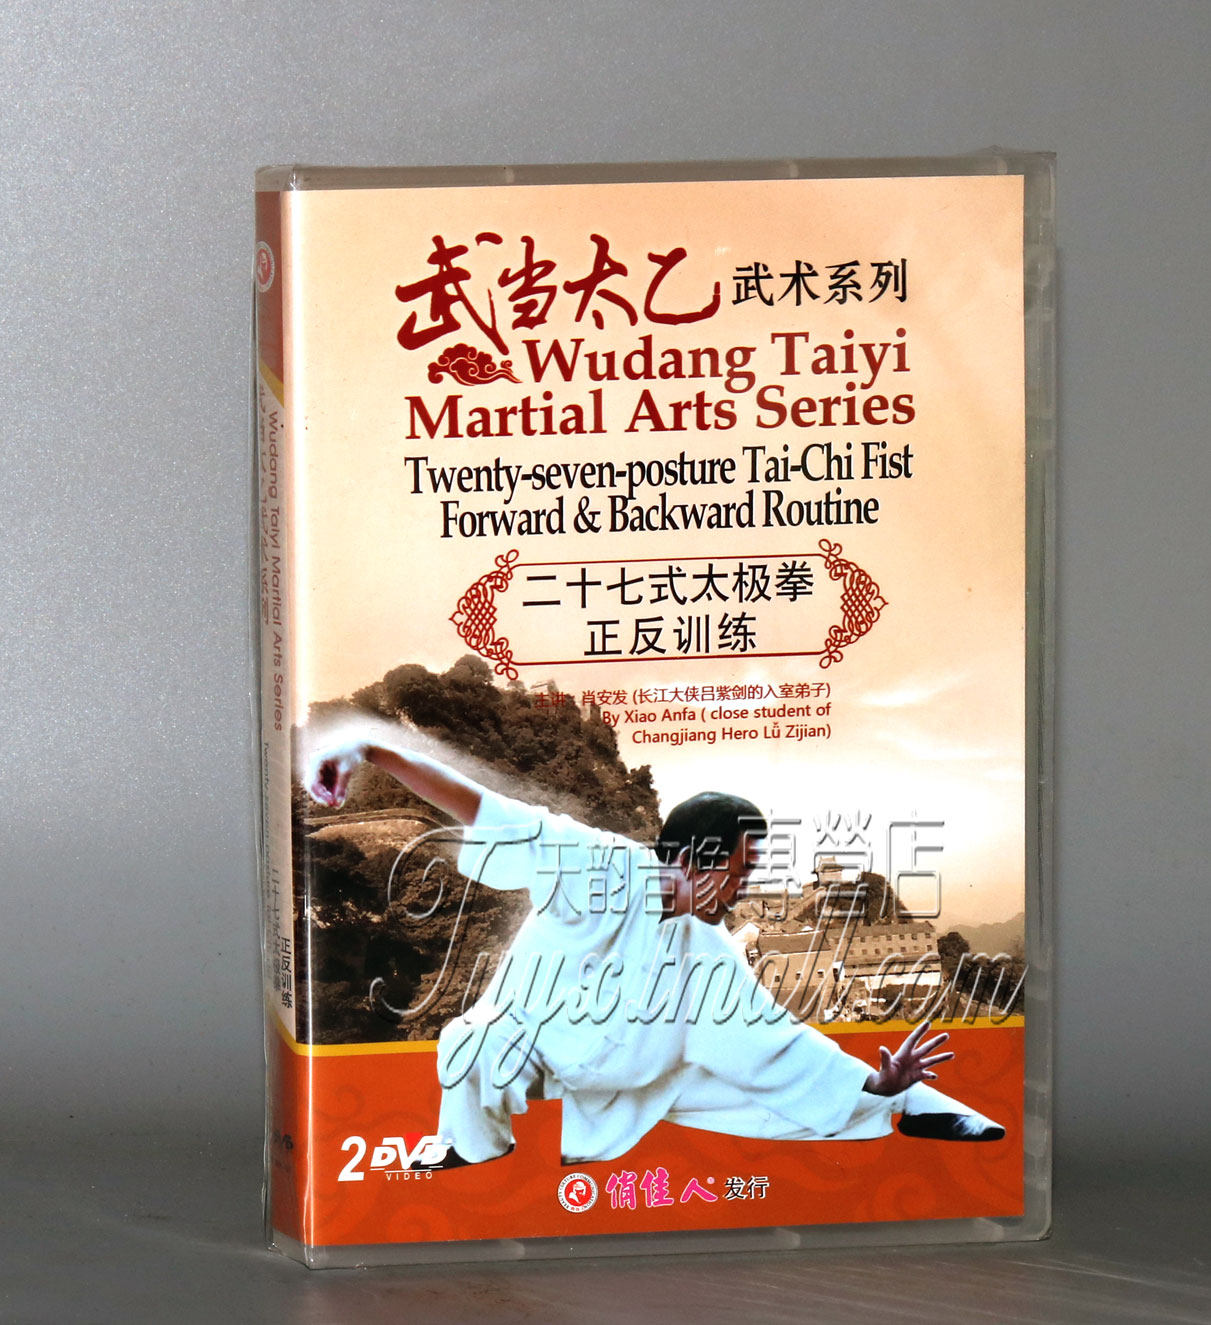 武当太乙 武术系列
Wudang Taiyi
Martial Arts Series
Twenty-seven-posture Tai-Chi Fist
Forward & Backward Routine
二十七式太极拳
正反训练
主讲：肖安发 (长江大侠吕紫剑的入室弟子)
By Xiao Anfa ( close student of
Changjiang Hero Lǚ Zijian)
天韵音像專營店
Tyyx.tmall.com
2 DVD
VIDEO
俏佳人 发行
Wudang Taiyi Martial Arts Series
二十七式太极拳
正反训练